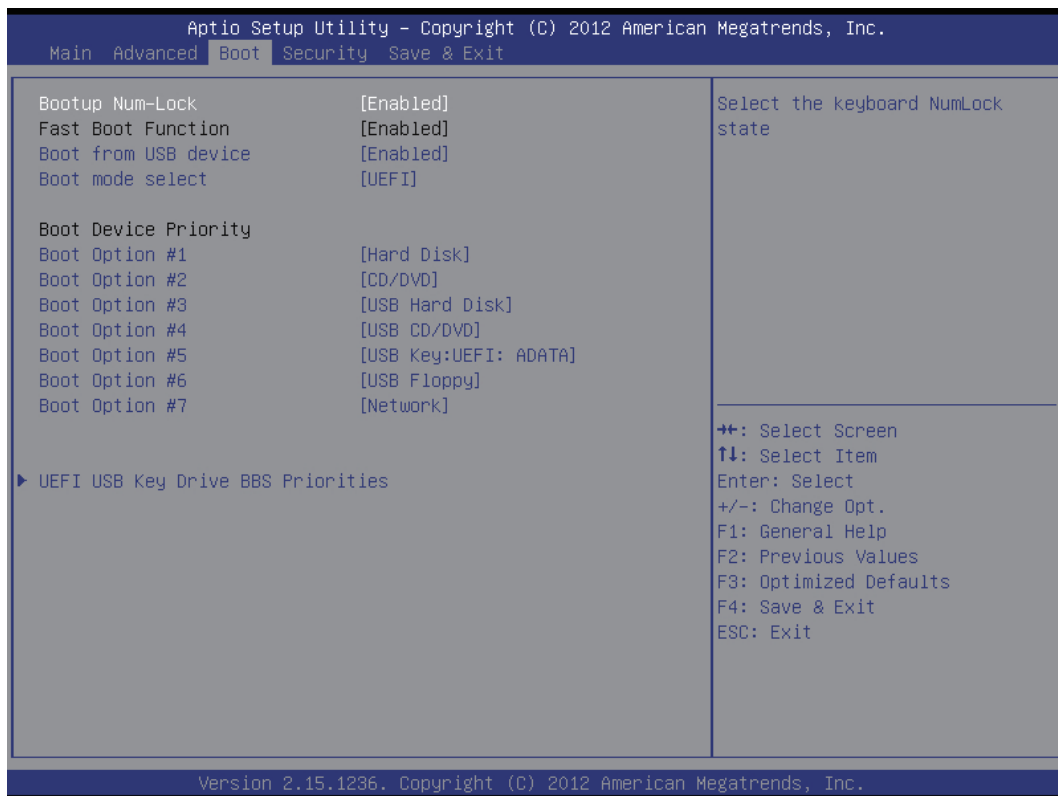 Aptio Setup Utility – Copyright (C) 2012 American Megatrends, Inc.
Main Advanced Boot Security Save & Exit
Bootup Num-Lock [Enabled]
Fast Boot Function [Enabled]
Boot from USB device [Enabled]
Boot mode select [UEFI]
Boot Device Priority
Boot Option #1 [Hard Disk]
Boot Option #2 [CD/DVD]
Boot Option #3 [USB Hard Disk]
Boot Option #4 [USB CD/DVD]
Boot Option #5 [USB Key:UEFI: ADATA]
Boot Option #6 [USB Floppy]
Boot Option #7 [Network]
▶ UEFI USB Key Drive BBS Priorities
Select the keyboard NumLock
state
→←: Select Screen
↑↓: Select Item
Enter: Select
+/-: Change Opt.
F1: General Help
F2: Previous Values
F3: Optimized Defaults
F4: Save & Exit
ESC: Exit
Version 2.15.1236. Copyright (C) 2012 American Megatrends, Inc.